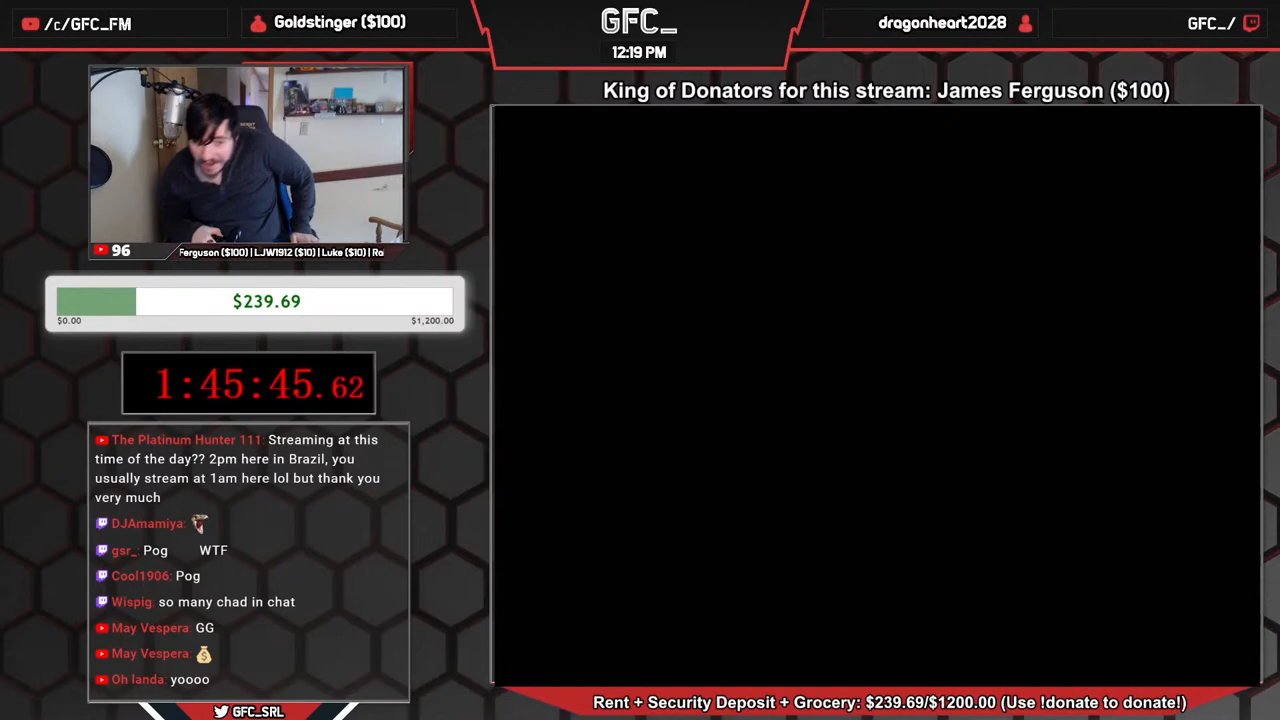 /c/GFC_FM
Goldstinger ($100)
GFC_
12:19 PM
dragonheart2028
GFC_/
King of Donators for this stream: James Ferguson ($100)
96
Ferguson ($100) | LJW1912 ($10) | Luke ($10) | Ra
$239.69
$0.00
$1,200.00
1:45:45.62
The Platinum Hunter 111: Streaming at this
time of the day?? 2pm here in Brazil, you
usually stream at 1am here lol but thank you
very much
DJAmamiya:
gsr_: Pog WTF
Cool1906: Pog
Wispig: so many chad in chat
May Vespera: GG
May Vespera:
Oh landa: yoooo
GFC_SRL
Rent + Security Deposit + Grocery: $239.69/$1200.00 (Use !donate to donate!)